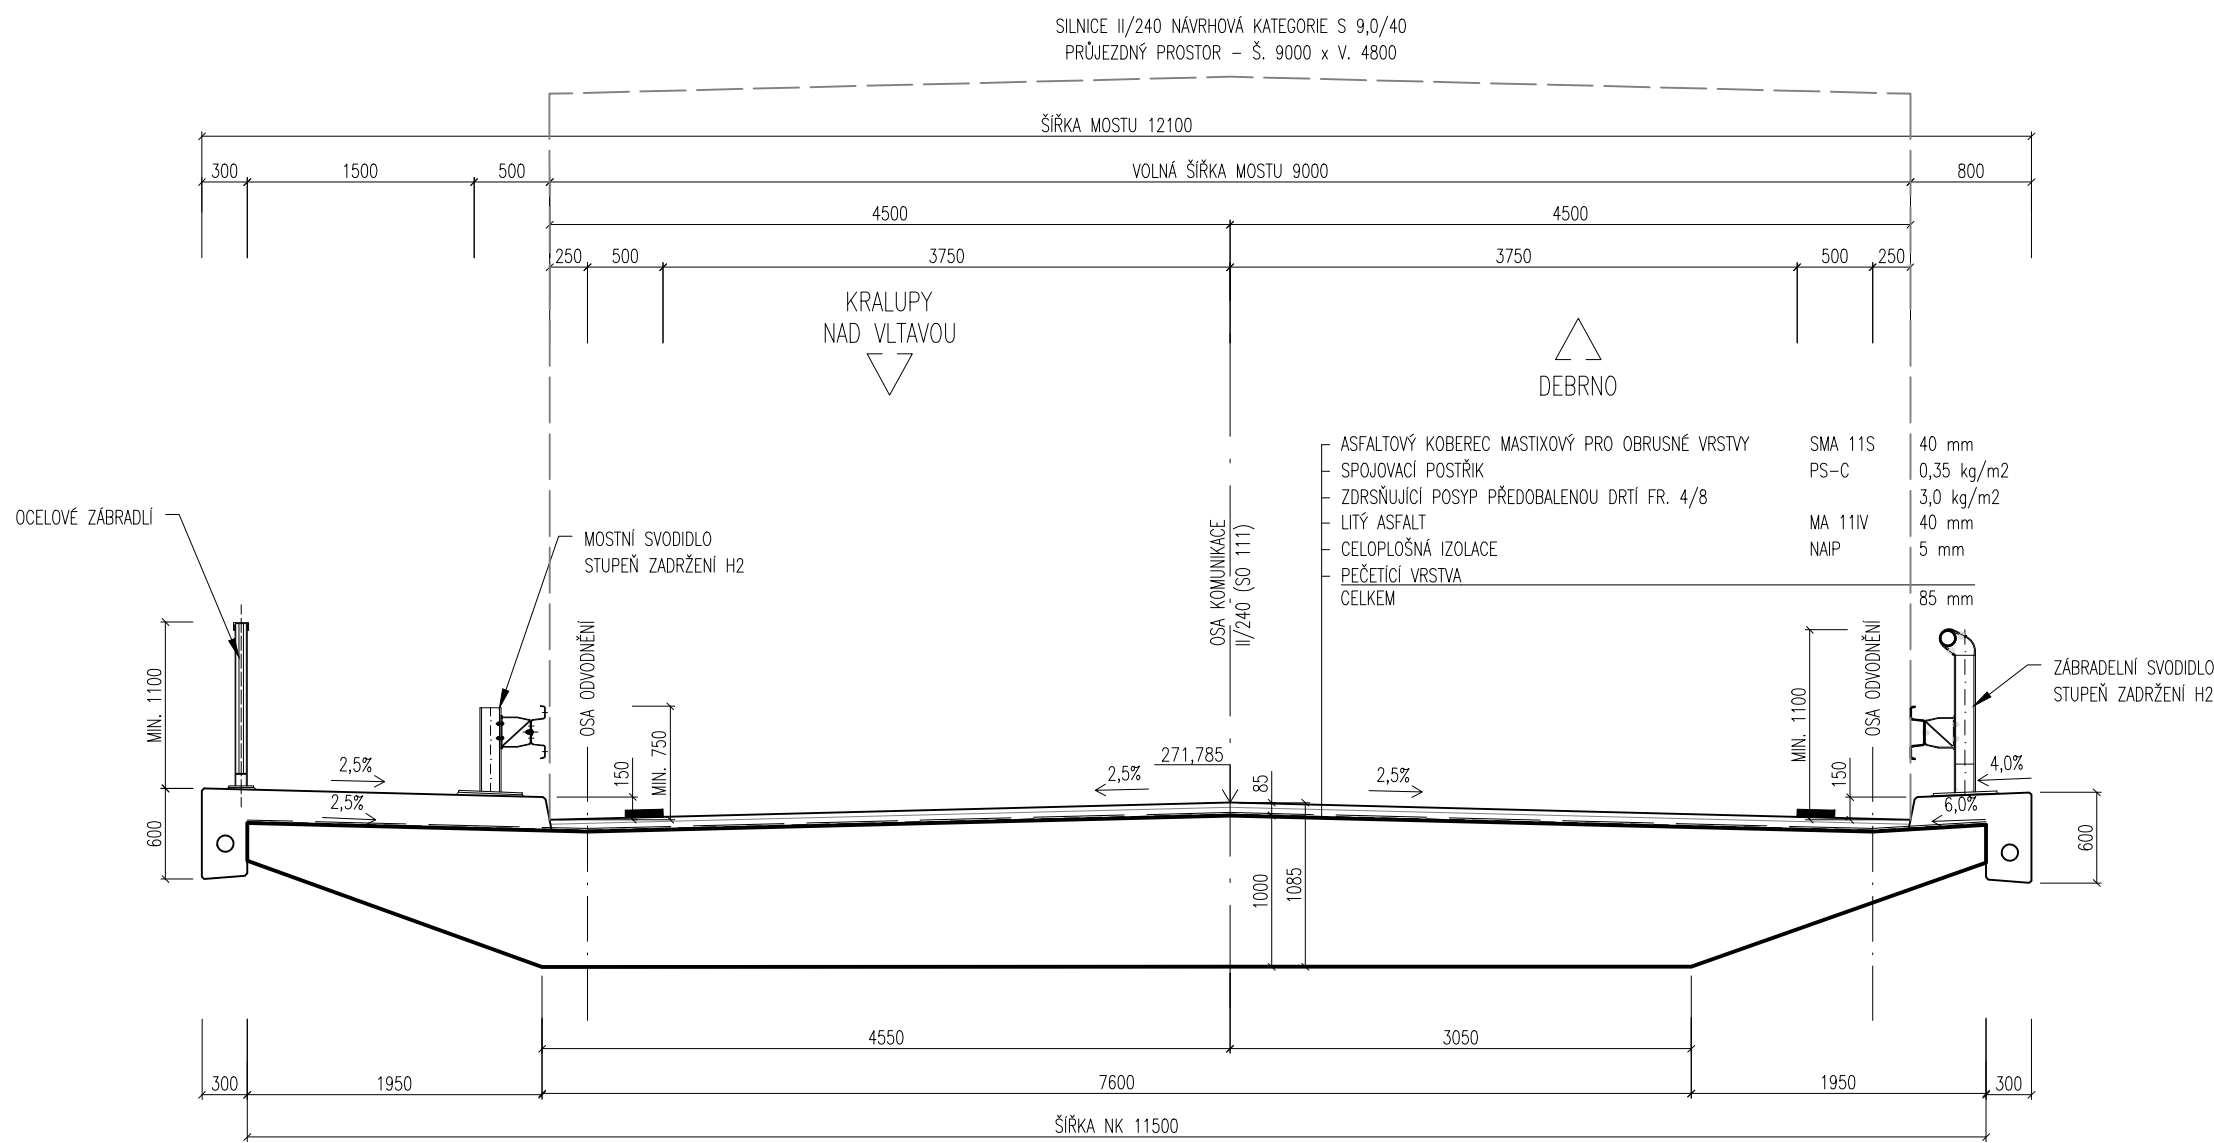 SILNICE II/240 NÁVRHOVÁ KATEGORIE S 9,0/40
PRŮJEZDNÝ PROSTOR – Š. 9000 x V. 4800
ŠÍŘKA MOSTU 12100
300 1500 500 VOLNÁ ŠÍŘKA MOSTU 9000 800
4500 4500
250 500 3750 3750 500 250
KRALUPY
NAD VLTAVOU
DEBRNO
ASFALTOVÝ KOBEREC MASTIXOVÝ PRO OBRUSNÉ VRSTVY SMA 11S 40 mm
SPOJOVACÍ POSTŘIK PS-C 0,35 kg/m2
ZDRSŇUJÍCÍ POSYP PŘEDOBALENOU DRTÍ FR. 4/8 3,0 kg/m2
LITÝ ASFALT MA 11IV 40 mm
CELOPLOŠNÁ IZOLACE NAIP 5 mm
PEČETÍCÍ VRSTVA
CELKEM 85 mm
OCELOVÉ ZÁBRADLÍ
MOSTNÍ SVODIDLO
STUPEŇ ZADRŽENÍ H2
OSA KOMUNIKACE
II/240 (SO 111)
OSA ODVODNĚNÍ
OSA ODVODNĚNÍ
ZÁBRADELNÍ SVODIDLO
STUPEŇ ZADRŽENÍ H2
MIN. 1100
600
2,5%
2,5%
150
MIN. 750
271,785
2,5%
85
2,5%
MIN. 1100
150
4,0%
6,0%
600
1000
1085
4550 3050
300 1950 7600 1950 300
ŠÍŘKA NK 11500